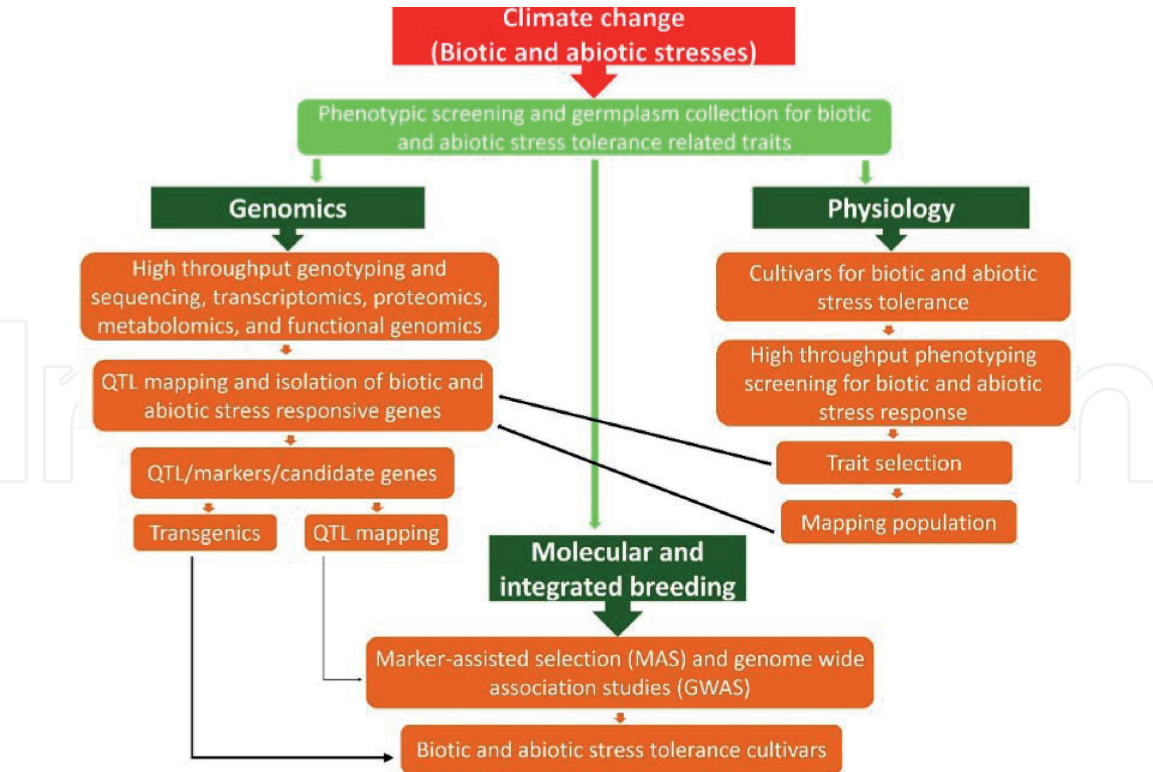 Climate change
(Biotic and abiotic stresses)
Phenotypic screening and germplasm collection for biotic
and abiotic stress tolerance related traits
Genomics
High throughput genotyping and
sequencing, transcriptomics, proteomics,
metabolomics, and functional genomics
QTL mapping and isolation of biotic and
abiotic stress responsive genes
QTL/markers/candidate genes
Transgenics
QTL mapping
Physiology
Cultivars for biotic and abiotic
stress tolerance
High throughput phenotyping
screening for biotic and abiotic
stress response
Trait selection
Mapping population
Molecular and
integrated breeding
Marker-assisted selection (MAS) and genome wide
association studies (GWAS)
Biotic and abiotic stress tolerance cultivars